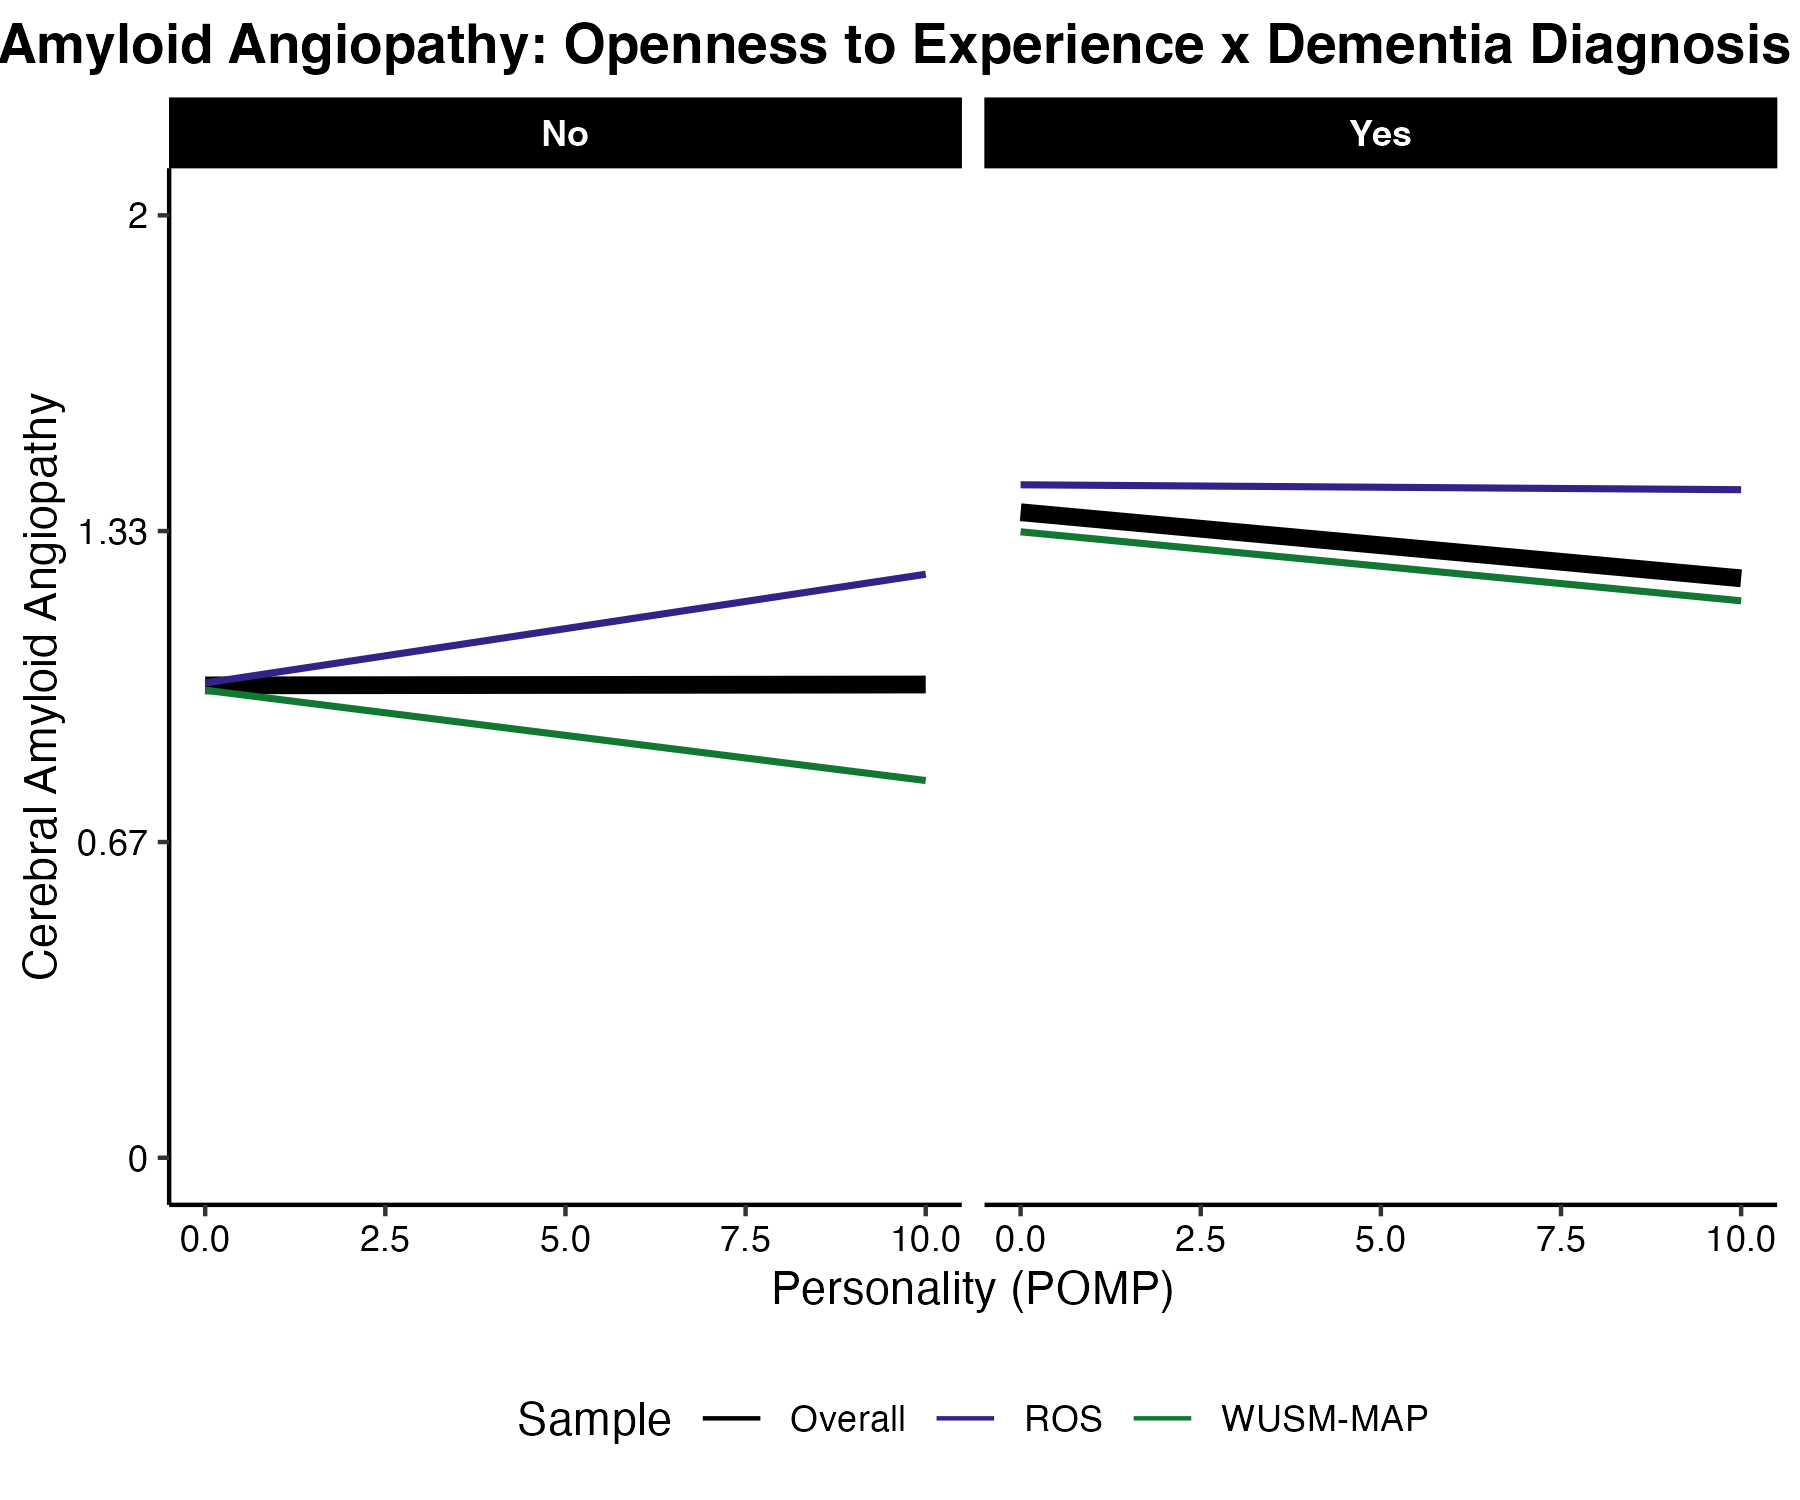 Amyloid Angiopathy: Openness to Experience x Dementia Diagnosis
No
Yes
Cerebral Amyloid Angiopathy
2
1.33
0.67
0
0.0 2.5 5.0 7.5 10.0
0.0 2.5 5.0 7.5 10.0
Personality (POMP)
Sample Overall ROS WUSM-MAP